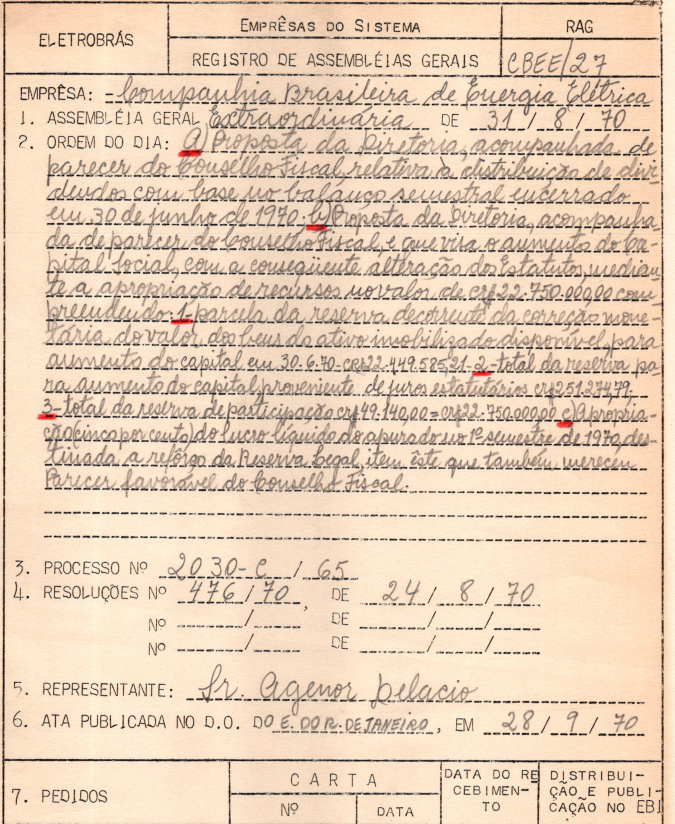 ELETROBRÁS
EMPRÊSAS DO SISTEMA
REGISTRO DE ASSEMBLÉIAS GERAIS
RAG
CBEE/27
EMPRÊSA: - Companhia Brasileira de Energia Elétrica
1. ASSEMBLÉIA GERAL Extraordinária DE 31 / 8 / 70
2. ORDEM DO DIA: a) Proposta da Diretoria, acompanhada de
parecer do Conselho Fiscal, relativa à distribuição de divi-
dendos com base no balanço semestral encerrado
em 30 de junho de 1970. b) Proposta da Diretoria, acompanha
da de parecer do Conselho Fiscal, e que visa o aumento do Ca-
pital Social, com a conseqüente alteração dos Estatutos, median
te a apropriação de recursos no valor de cr$22.750.000,00 com-
preendendo: 1- parcela da reserva decorrente da correção mone-
tária do valor dos bens do ativo imobilizado disponível, para
aumento do capital em 30-6-70-cr$22.449.585,21-2-total da reserva pa-
ra aumento do capital, proveniente de juros estatutários cr$251.274,79.
3- total da reserva de participação cr$49.140,00=cr$22.750.000,00 c) Apropria-
ção (cinco por cento) do lucro líquido do apurado no 1º semestre de 1970, des-
tinada a refôrço da Reserva Legal, item êste que também mereceu
Parecer favorável do Conselho Fiscal.
3. PROCESSO Nº 2030-C / 65
4. RESOLUÇÕES Nº 476/70, DE 24 / 8 / 70
Nº / DE / /
Nº / DE / /
5. REPRESENTANTE: Sr. Agenor Delacio
6. ATA PUBLICADA NO D.O. DO E. DO R. DE JANEIRO, EM 28 / 9 / 70
7. PEDIDOS
CARTA
Nº
DATA
DATA DO RE
CEBIMEN-
TO
DISTRIBUI-
ÇÃO E PUBLI-
CAÇÃO NO EBI